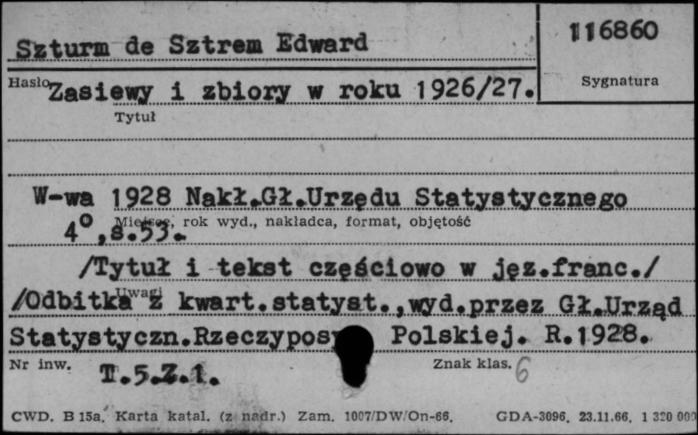 Szturm de Sztrem Edward
116860
Hasło
Sygnatura
Zasiewy i zbiory w roku 1926/27.
Tytuł
W-wa 1928 Nakł.Gł.Urzędu Statystycznego
Miejsce, rok wyd., nakładca, format, objętość
4°,s.53.
/Tytuł i tekst częściowo w jęz.franc./
Uwagi
/Odbitka z kwart.statyst.,wyd.przez Gł.Urząd
Statystyczn.Rzeczypos Polskiej. R.1928.
Nr inw.
Znak klas. 6
T.5.Z.1.
CWD. B 15a. Karta katal. (z nadr.) Zam. 1007/DW/On-66. GDA-3096. 23.11.66. 1 320 000